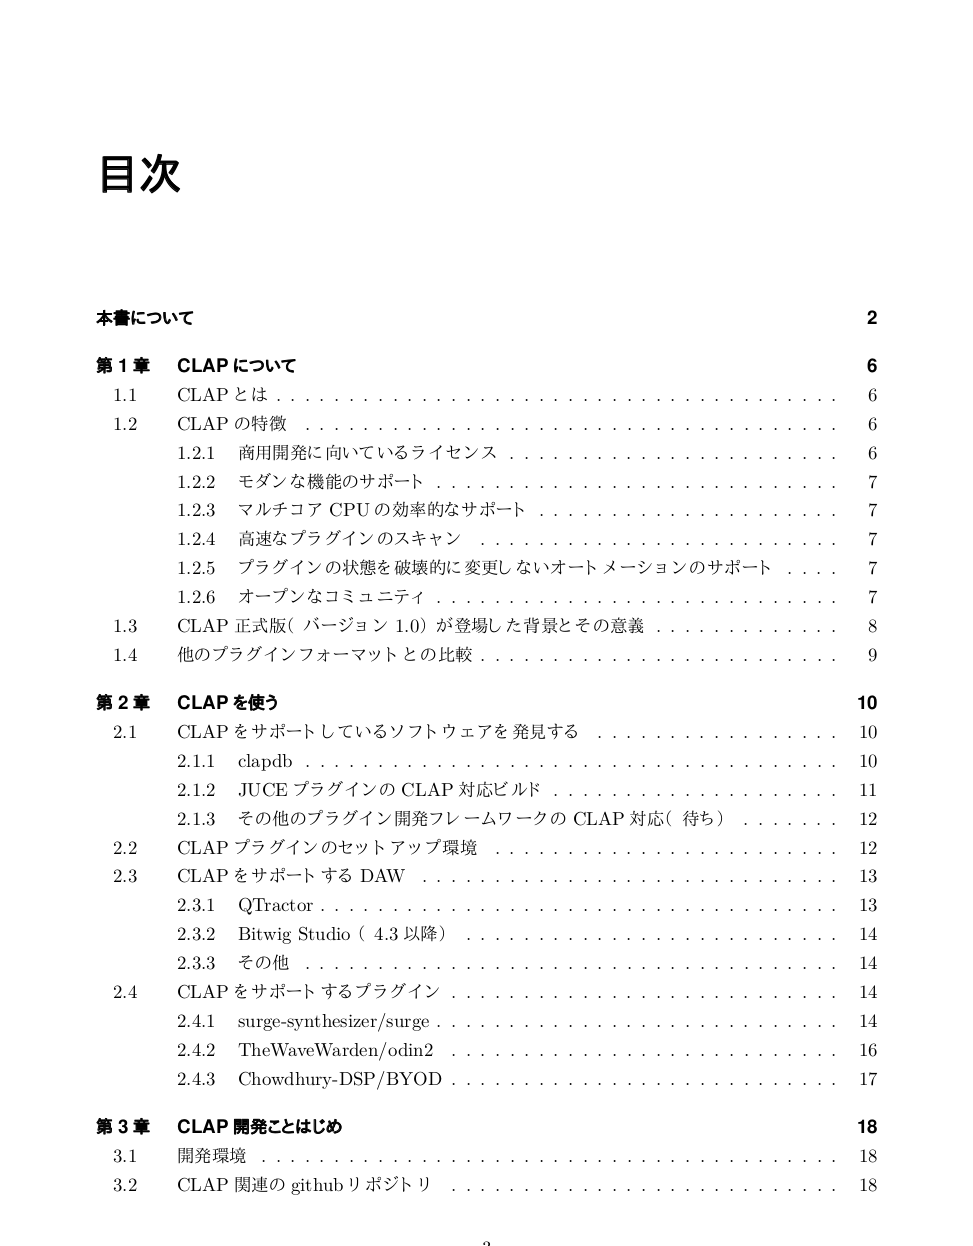 目次
本書について 2
第 1 章 CLAP について 6
1.1 CLAP とは . . . . . . . . . . . . . . . . . . . . . . . . . . . . . . . . . . . . . . . 6
1.2 CLAP の特徴 . . . . . . . . . . . . . . . . . . . . . . . . . . . . . . . . . . . . . 6
1.2.1 商用開発に向いているライセンス . . . . . . . . . . . . . . . . . . . . . . . 6
1.2.2 モダンな機能のサポート . . . . . . . . . . . . . . . . . . . . . . . . . . . . 7
1.2.3 マルチコア CPU の効率的なサポート . . . . . . . . . . . . . . . . . . . . . 7
1.2.4 高速なプラグインのスキャン . . . . . . . . . . . . . . . . . . . . . . . . . 7
1.2.5 プラグインの状態を破壊的に変更しないオートメーションのサポート . . . . 7
1.2.6 オープンなコミュニティ . . . . . . . . . . . . . . . . . . . . . . . . . . . . 7
1.3 CLAP 正式版（バージョン 1.0）が登場した背景とその意義 . . . . . . . . . . . . . 8
1.4 他のプラグインフォーマットとの比較 . . . . . . . . . . . . . . . . . . . . . . . . . 9
第 2 章 CLAP を使う 10
2.1 CLAP をサポートしているソフトウェアを発見する . . . . . . . . . . . . . . . . . 10
2.1.1 clapdb . . . . . . . . . . . . . . . . . . . . . . . . . . . . . . . . . . . . . 10
2.1.2 JUCE プラグインの CLAP 対応ビルド . . . . . . . . . . . . . . . . . . . . 11
2.1.3 その他のプラグイン開発フレームワークの CLAP 対応（待ち） . . . . . . . 12
2.2 CLAP プラグインのセットアップ環境 . . . . . . . . . . . . . . . . . . . . . . . . 12
2.3 CLAP をサポートする DAW . . . . . . . . . . . . . . . . . . . . . . . . . . . . . 13
2.3.1 QTractor . . . . . . . . . . . . . . . . . . . . . . . . . . . . . . . . . . . . 13
2.3.2 Bitwig Studio（4.3 以降） . . . . . . . . . . . . . . . . . . . . . . . . . . 14
2.3.3 その他 . . . . . . . . . . . . . . . . . . . . . . . . . . . . . . . . . . . . . 14
2.4 CLAP をサポートするプラグイン . . . . . . . . . . . . . . . . . . . . . . . . . . . 14
2.4.1 surge-synthesizer/surge . . . . . . . . . . . . . . . . . . . . . . . . . . . . 14
2.4.2 TheWaveWarden/odin2 . . . . . . . . . . . . . . . . . . . . . . . . . . . 16
2.4.3 Chowdhury-DSP/BYOD . . . . . . . . . . . . . . . . . . . . . . . . . . . 17
第 3 章 CLAP 開発ことはじめ 18
3.1 開発環境 . . . . . . . . . . . . . . . . . . . . . . . . . . . . . . . . . . . . . . . . 18
3.2 CLAP 関連の github リポジトリ . . . . . . . . . . . . . . . . . . . . . . . . . . . 18